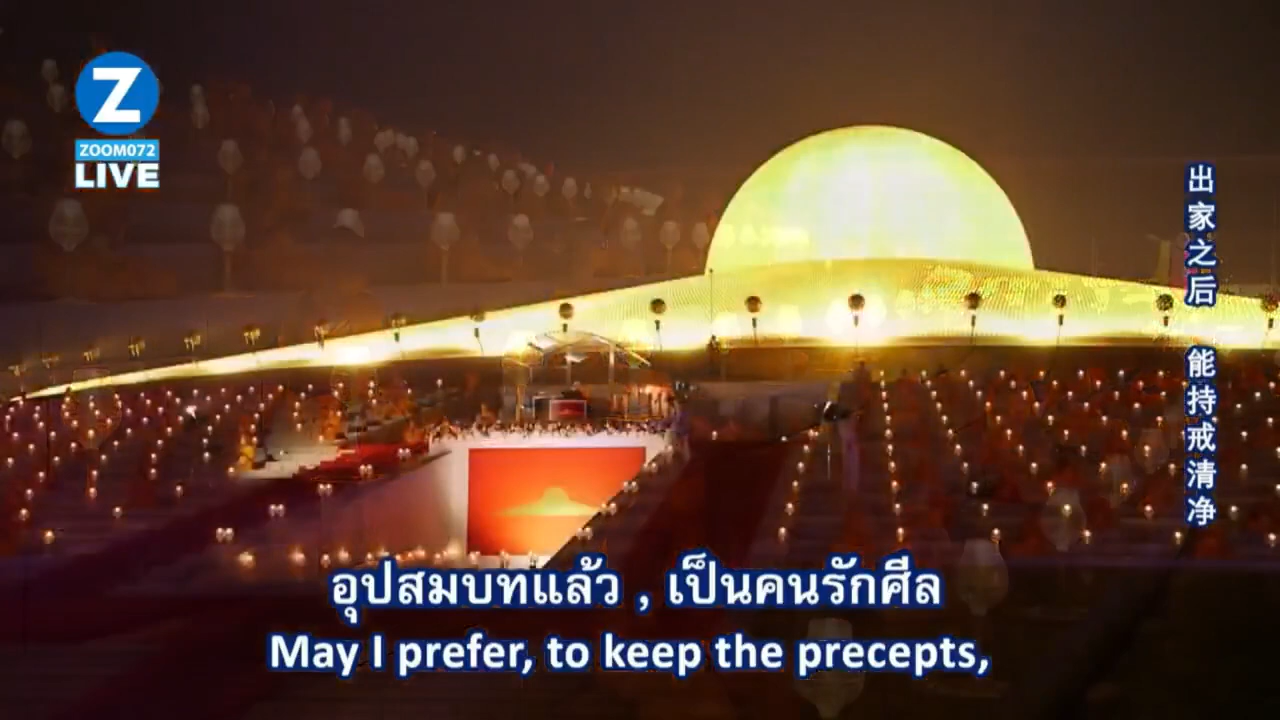 Z
ZOOM072
LIVE
出家之后 能持戒清净
อุปสมบทแล้ว , เป็นคนรักศีล
May I prefer, to keep the precepts,